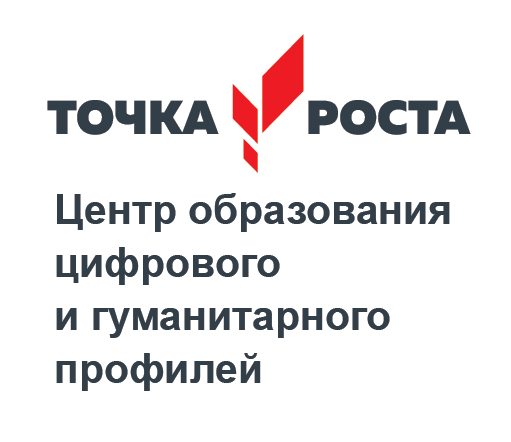 ТОЧКА РОСТА
Центр образования
цифрового
и гуманитарного
профилей